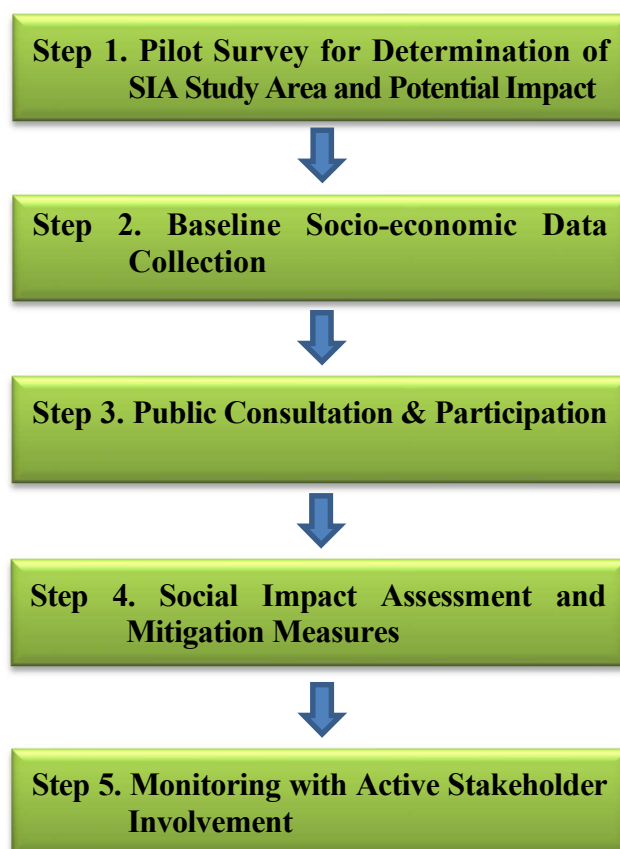 Step 1. Pilot Survey for Determination of
SIA Study Area and Potential Impact
Step 2. Baseline Socio-economic Data
Collection
Step 3. Public Consultation & Participation
Step 4. Social Impact Assessment and
Mitigation Measures
Step 5. Monitoring with Active Stakeholder
Involvement